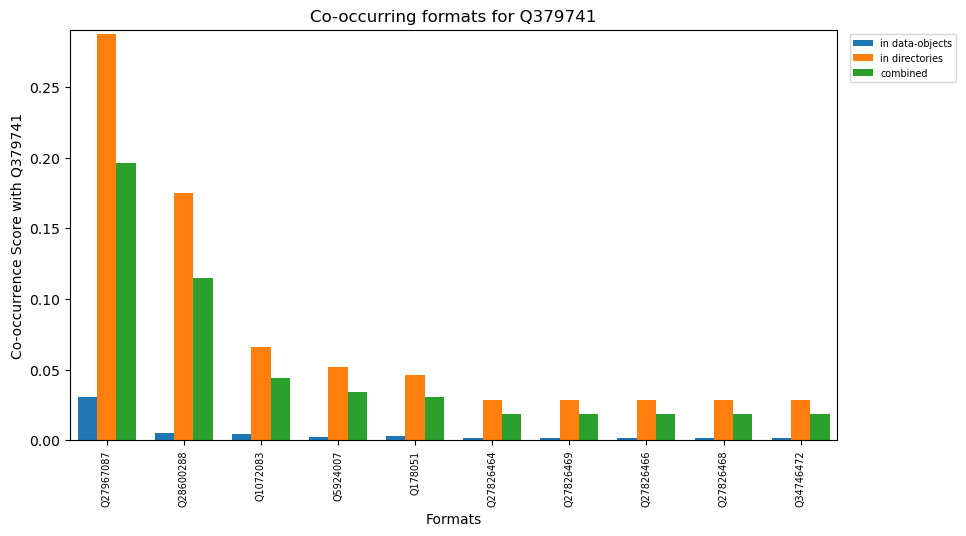 Co-occurring formats for Q379741
in data-objects
in directories
combined
Co-occurrence Score with Q379741
0.25
0.20
0.15
0.10
0.05
0.00
Q27967087
Q28600288
Q1072083
Q5924007
Q178051
Q27826464
Q27826469
Q27826466
Q27826468
Q34746472
Formats